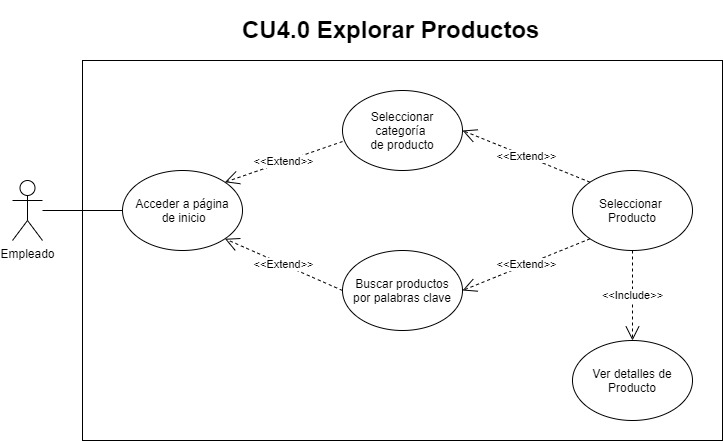 CU4.0 Explorar Productos
Seleccionar
categoría
de producto
<<Extend>>
<<Extend>>
Acceder a página
de inicio
Seleccionar
Producto
Empleado
<<Extend>>
<<Extend>>
Buscar productos
por palabras clave
<<Include>>
Ver detalles de
Producto